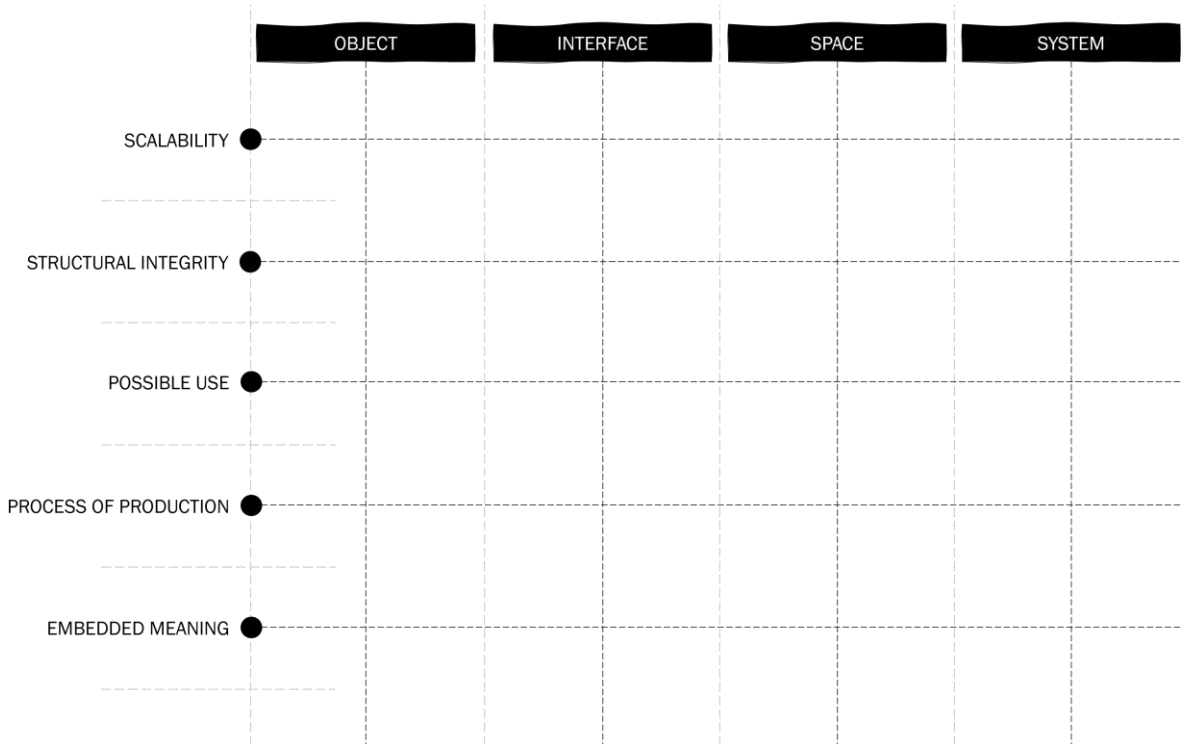 OBJECT
INTERFACE
SPACE
SYSTEM
SCALABILITY
STRUCTURAL INTEGRITY
POSSIBLE USE
PROCESS OF PRODUCTION
EMBEDDED MEANING